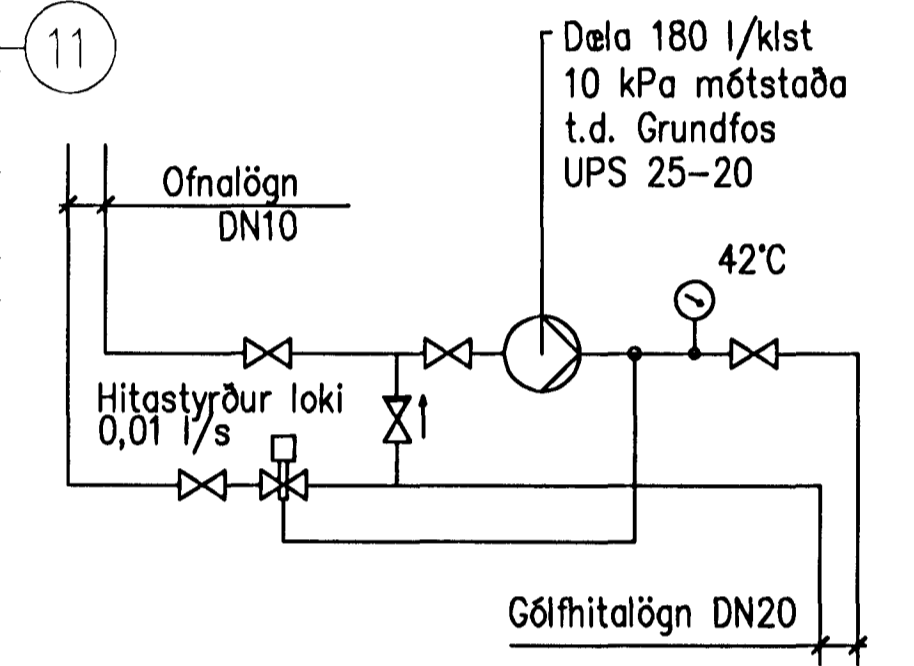 11
Dæla 180 l/klst
10 kPa mótstaða
t.d. Grundfos
UPS 25-20
Ofnalögn
DN10
42°C
Hitastyrður loki
0,01 l/s
Gólfhitalögn DN20